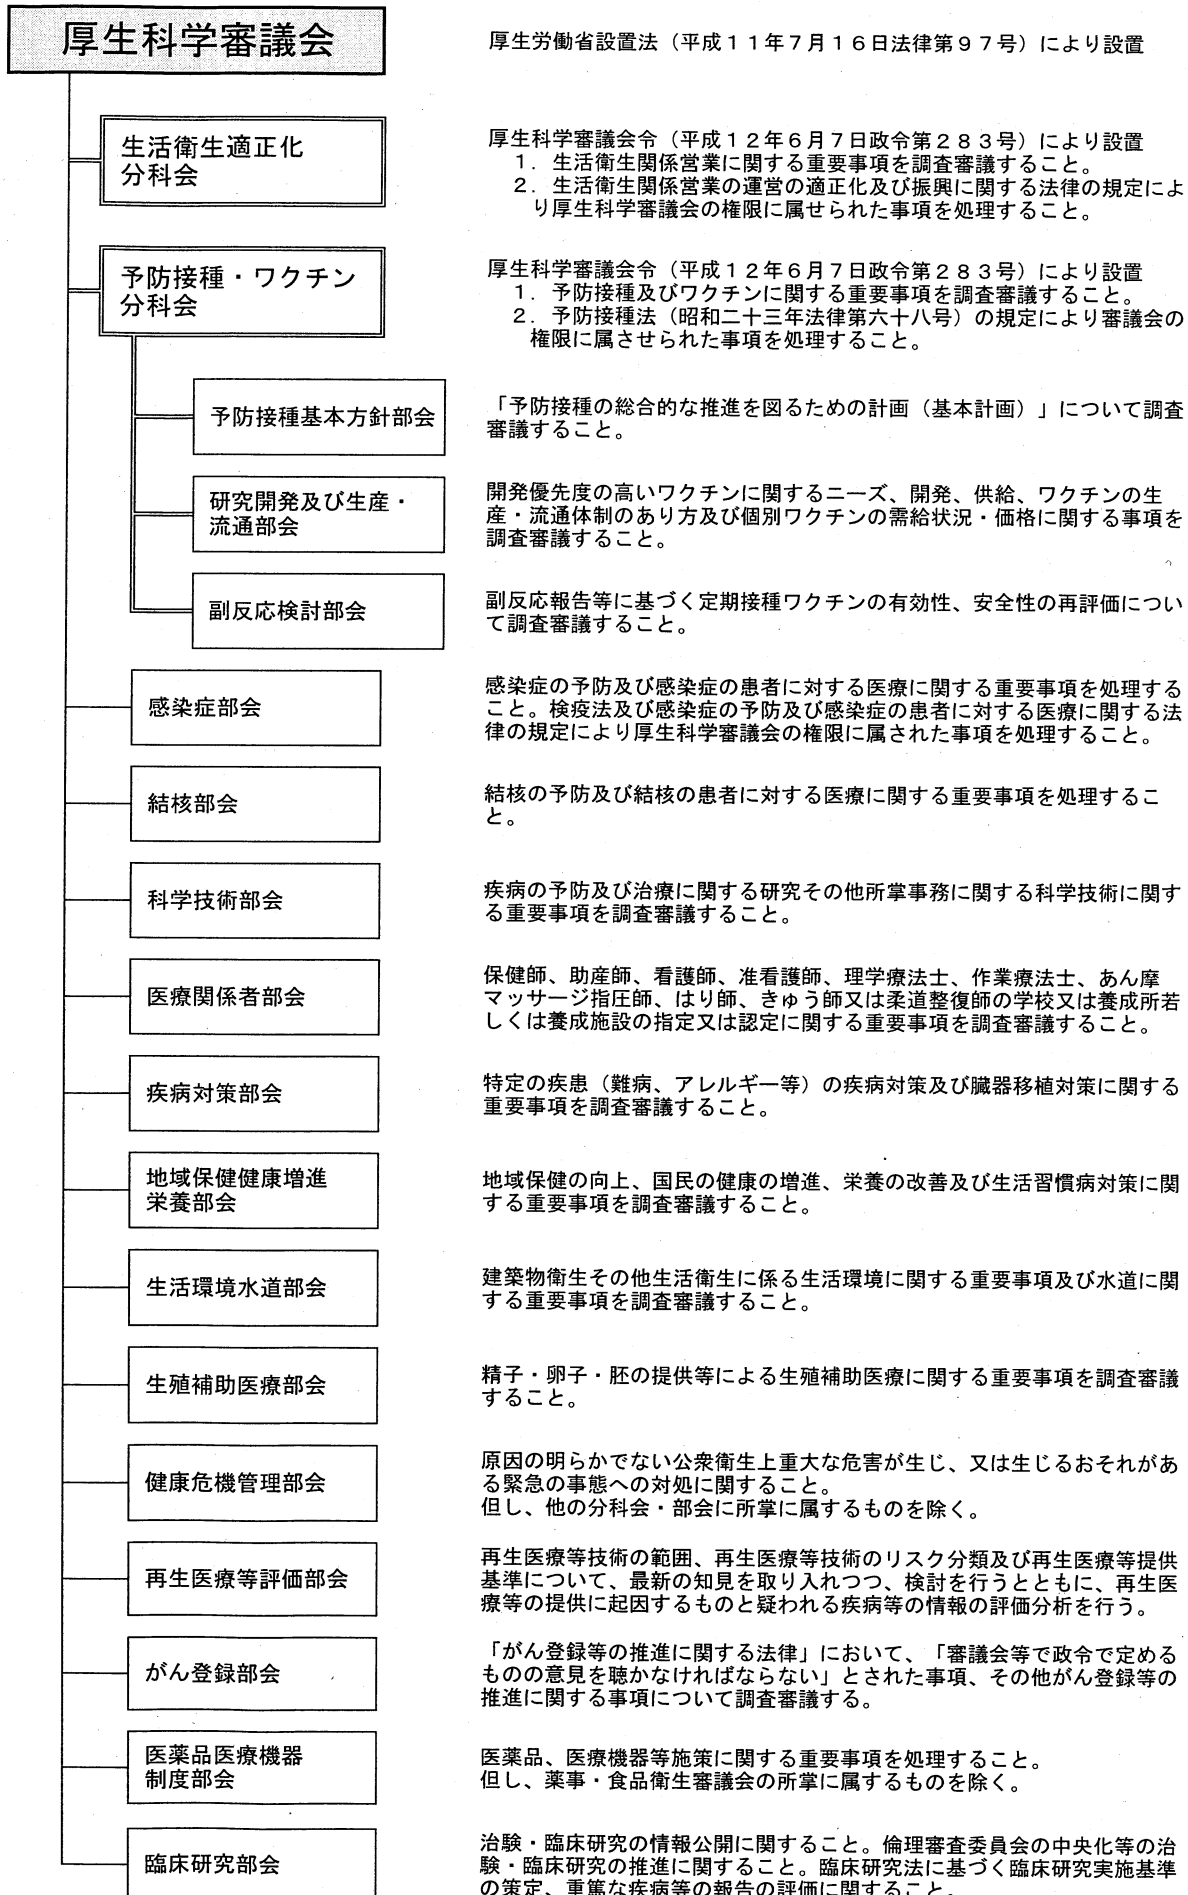 厚生科学審議会
厚生労働省設置法（平成１１年７月１６日法律第９７号）により設置
生活衛生適正化
分科会
厚生科学審議会令（平成１２年６月７日政令第２８３号）により設置
１．生活衛生関係営業に関する重要事項を調査審議すること。
２．生活衛生関係営業の運営の適正化及び振興に関する法律の規定によ
り厚生科学審議会の権限に属せられた事項を処理すること。
予防接種・ワクチン
分科会
厚生科学審議会令（平成１２年６月７日政令第２８３号）により設置
１．予防接種及びワクチンに関する重要事項を調査審議すること。
２．予防接種法（昭和二十三年法律第六十八号）の規定により審議会の
権限に属させられた事項を処理すること。
予防接種基本方針部会
「予防接種の総合的な推進を図るための計画（基本計画）」について調査
審議すること。
研究開発及び生産・
流通部会
開発優先度の高いワクチンに関するニーズ、開発、供給、ワクチンの生
産・流通体制のあり方及び個別ワクチンの需給状況・価格に関する事項を
調査審議すること。
副反応検討部会
副反応報告等に基づく定期接種ワクチンの有効性、安全性の再評価につい
て調査審議すること。
感染症部会
感染症の予防及び感染症の患者に対する医療に関する重要事項を処理する
こと。検疫法及び感染症の予防及び感染症の患者に対する医療に関する法
律の規定により厚生科学審議会の権限に属された事項を処理すること。
結核部会
結核の予防及び結核の患者に対する医療に関する重要事項を処理するこ
と。
科学技術部会
疾病の予防及び治療に関する研究その他所掌事務に関する科学技術に関す
る重要事項を調査審議すること。
医療関係者部会
保健師、助産師、看護師、准看護師、理学療法士、作業療法士、あん摩
マッサージ指圧師、はり師、きゅう師又は柔道整復師の学校又は養成所若
しくは養成施設の指定又は認定に関する重要事項を調査審議すること。
疾病対策部会
特定の疾患（難病、アレルギー等）の疾病対策及び臓器移植対策に関する
重要事項を調査審議すること。
地域保健健康増進
栄養部会
地域保健の向上、国民の健康の増進、栄養の改善及び生活習慣病対策に関
する重要事項を調査審議すること。
生活環境水道部会
建築物衛生その他生活衛生に係る生活環境に関する重要事項及び水道に関
する重要事項を調査審議すること。
生殖補助医療部会
精子・卵子・胚の提供等による生殖補助医療に関する重要事項を調査審議
すること。
健康危機管理部会
原因の明らかでない公衆衛生上重大な危害が生じ、又は生じるおそれがあ
る緊急の事態への対処に関すること。
但し、他の分科会・部会に所掌に属するものを除く。
再生医療等評価部会
再生医療等技術の範囲、再生医療等技術のリスク分類及び再生医療等提供
基準について、最新の知見を取り入れつつ、検討を行うとともに、再生医
療等の提供に起因するものと疑われる疾病等の情報の評価分析を行う。
がん登録部会
「がん登録等の推進に関する法律」において、「審議会等で政令で定める
ものの意見を聴かなければならない」とされた事項、その他がん登録等の
推進に関する事項について調査審議する。
医薬品医療機器
制度部会
医薬品、医療機器等施策に関する重要事項を処理すること。
但し、薬事・食品衛生審議会の所掌に属するものを除く。
臨床研究部会
治験・臨床研究の情報公開に関すること。倫理審査委員会の中央化等の治
験・臨床研究の推進に関すること。臨床研究法に基づく臨床研究実施基準
の策定、重篤な疾病等の報告の評価に関すること。